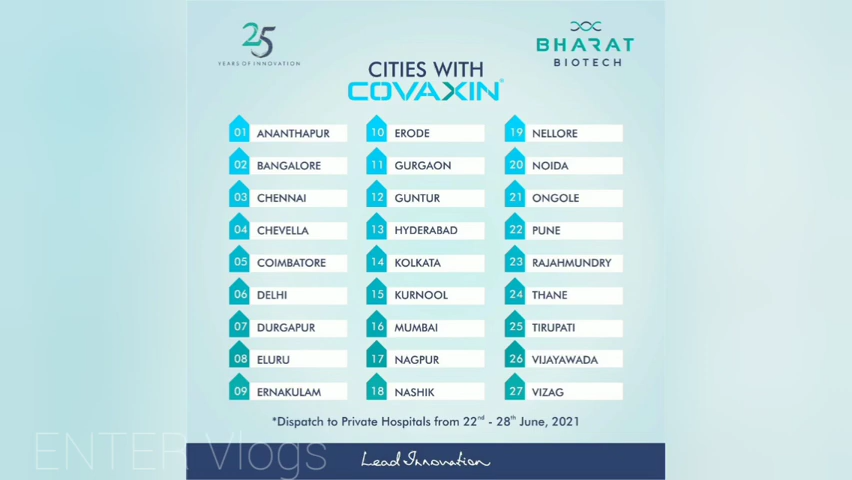 25
YEARS OF INNOVATION
BHARAT
BIOTECH
CITIES WITH
COVAXIN®
01 ANANTHAPUR
02 BANGALORE
03 CHENNAI
04 CHEVELLA
05 COIMBATORE
06 DELHI
07 DURGAPUR
08 ELURU
09 ERNAKULAM
10 ERODE
11 GURGAON
12 GUNTUR
13 HYDERABAD
14 KOLKATA
15 KURNOOL
16 MUMBAI
17 NAGPUR
18 NASHIK
19 NELLORE
20 NOIDA
21 ONGOLE
22 PUNE
23 RAJAHMUNDRY
24 THANE
25 TIRUPATI
26 VIJAYAWADA
27 VIZAG
*Dispatch to Private Hospitals from 22nd - 28th June, 2021
ENTER Vlogs
Lead Innovation